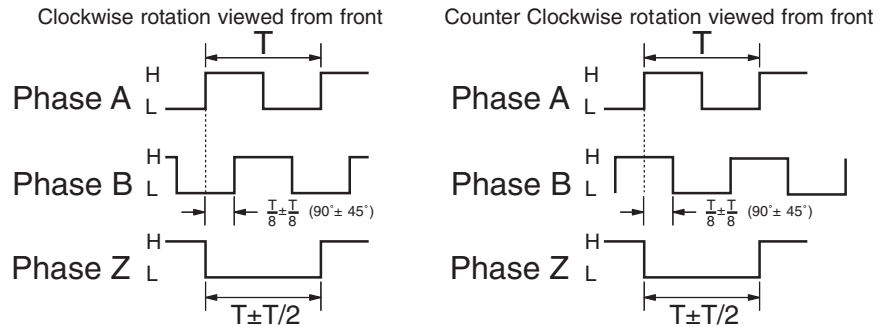 Clockwise rotation viewed from front
T
Phase A H L
Phase B H L
T/8±T/8 (90°± 45°)
Phase Z H L
T±T/2
Counter Clockwise rotation viewed from front
T
Phase A H L
Phase B H L
T/8±T/8 (90°± 45°)
Phase Z H L
T±T/2